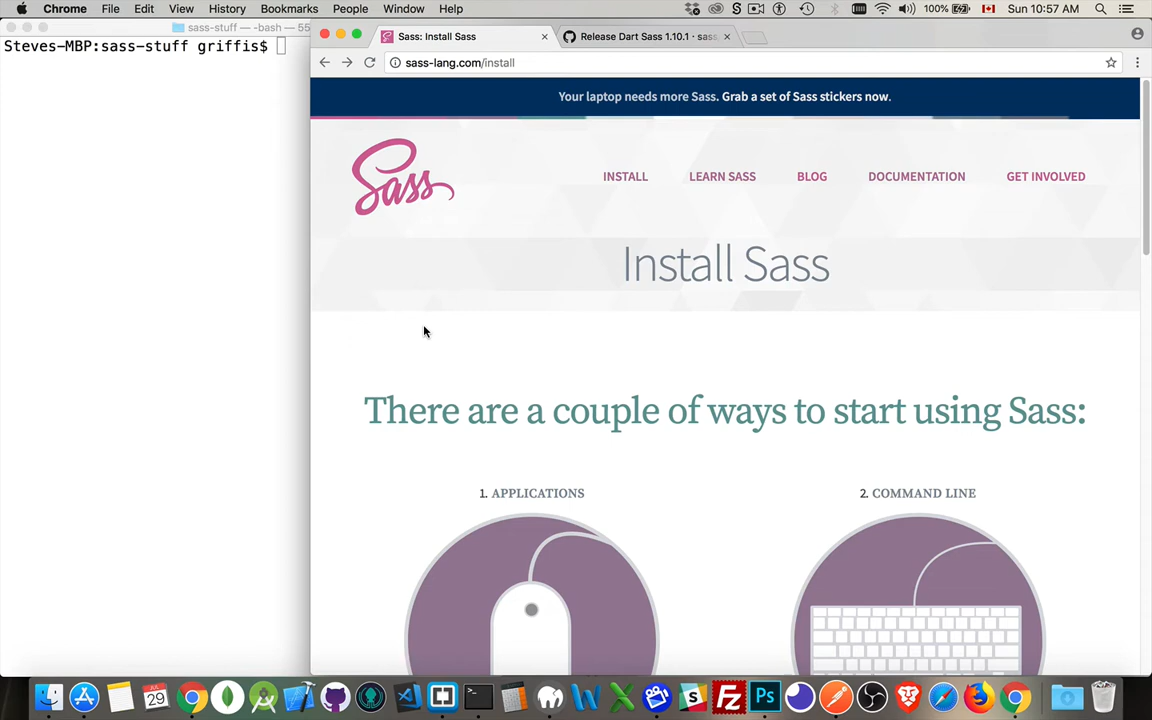 Chrome File Edit View History Bookmarks People Window Help 100% Sun 10:57 AM
sass-stuff — -bash — 55
Steves-MBP:sass-stuff griffis$
Sass: Install Sass
Release Dart Sass 1.10.1 · sass
sass-lang.com/install
Your laptop needs more Sass. Grab a set of Sass stickers now.
Sass
INSTALL LEARN SASS BLOG DOCUMENTATION GET INVOLVED
Install Sass
There are a couple of ways to start using Sass:
1. APPLICATIONS
2. COMMAND LINE
JUL
29